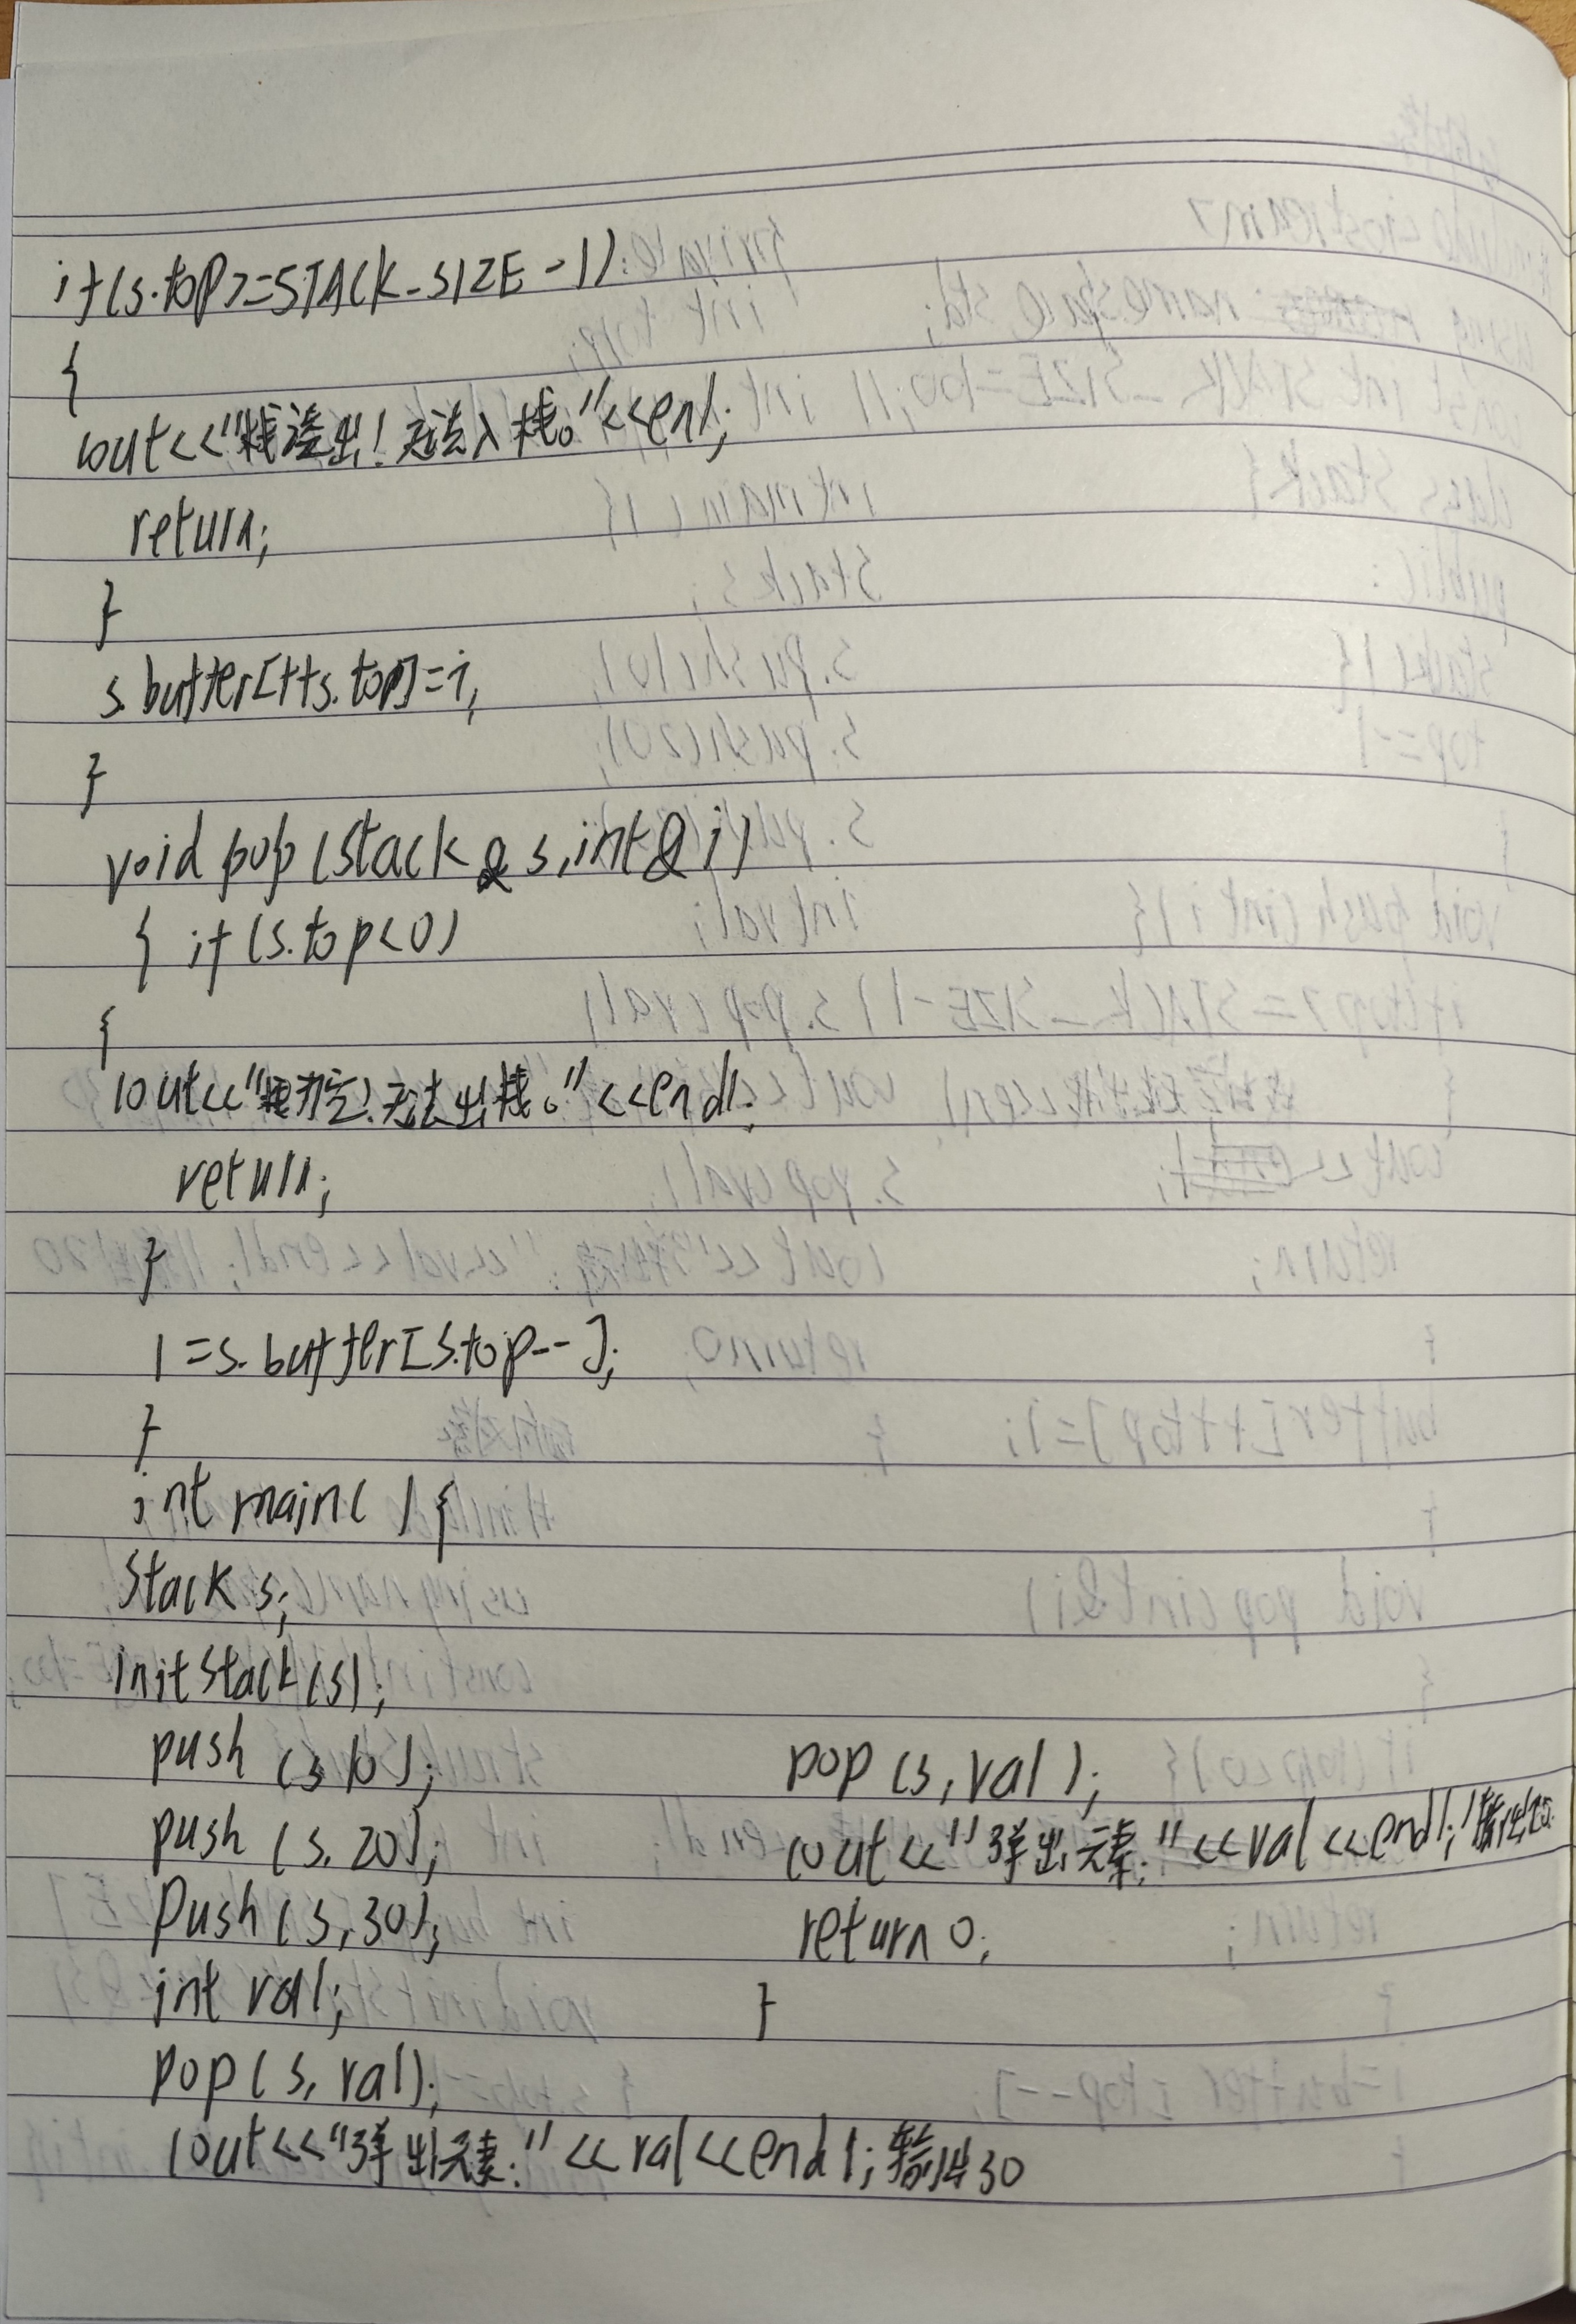 if(s.top>=STACK_SIZE-1)
{
cout<<"栈溢出!无法入栈。"<<endl;
return;
}
s.buffer[++s.top]=i;
}
void pop(Stack & s,int & i)
{ if(s.top<0)
{
cout<<"栈为空!无法出栈。"<<endl;
return;
}
i=s.buffer[s.top--];
}
int main( ){
Stack s;
initStack(s);
push (s,10);
push (s,20);
Push(s,30);
int val;
pop(s,val);
cout<<"弹出元素:"<<val<<endl;输出30
pop(s,val);
cout<<"弹出元素:"<<val<<endl;输出20
return 0;
}